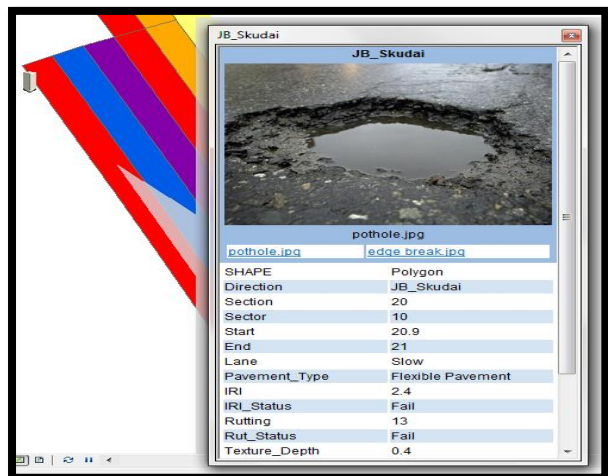 JB_Skudai
JB_Skudai
pothole.jpg
pothole.jpg edge break.jpg
SHAPE Polygon
Direction JB_Skudai
Section 20
Sector 10
Start 20.9
End 21
Lane Slow
Pavement_Type Flexible Pavement
IRI 2.4
IRI_Status Fail
Rutting 13
Rut_Status Fail
Texture_Depth 0.4